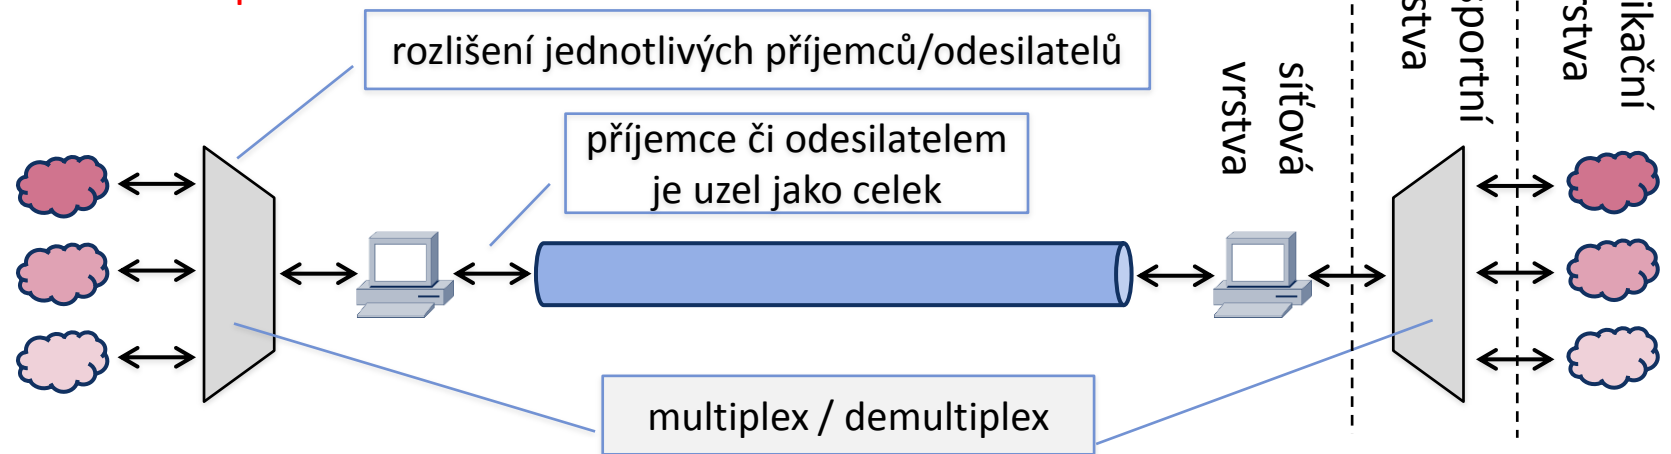 rozlišení jednotlivých příjemců/odesilatelů
příjemce či odesilatelem
je uzel jako celek
síťová
vrstva
multiplex / demultiplex